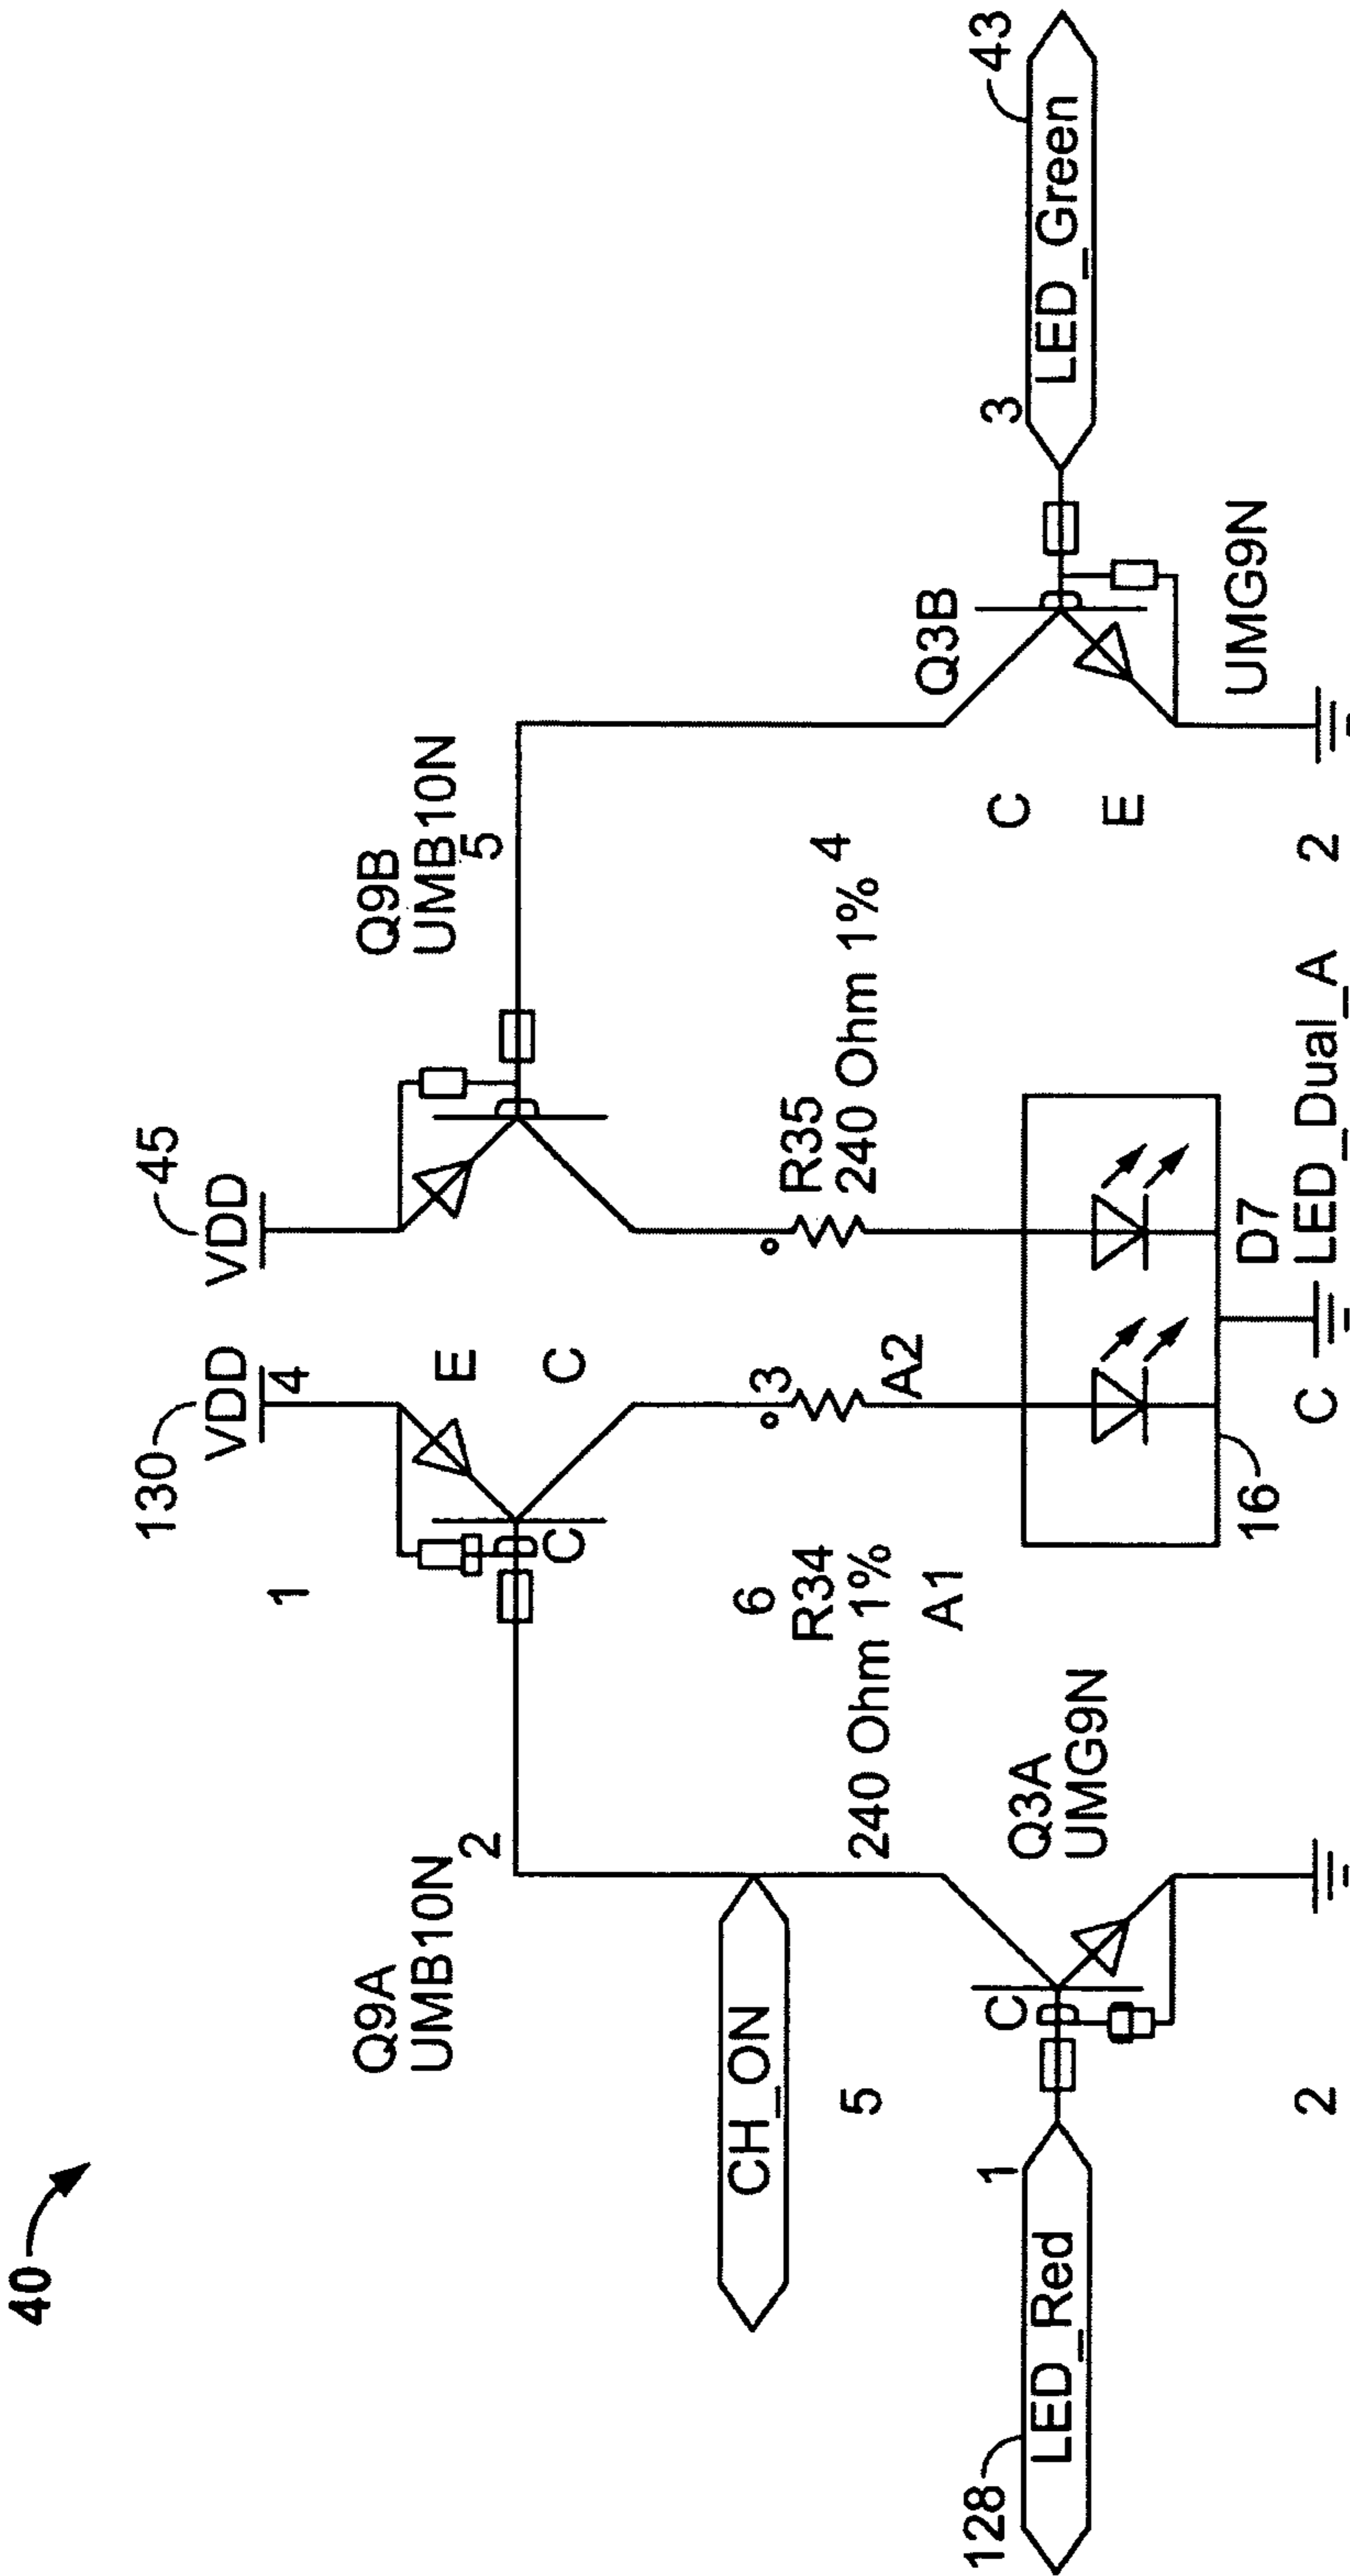 40
130
VDD
4
VDD
45
1
E
C
C
Q9A
UMB10N
2
Q9B
UMB10N
5
CH_ON
6
R34
240 Ohm 1%
A1
3
A2
R35
240 Ohm 1%
4
5
128
LED_Red
1
C
Q3A
UMG9N
2
16
C
D7
LED_Dual_A
C
E
2
Q3B
UMG9N
3
LED_Green
43